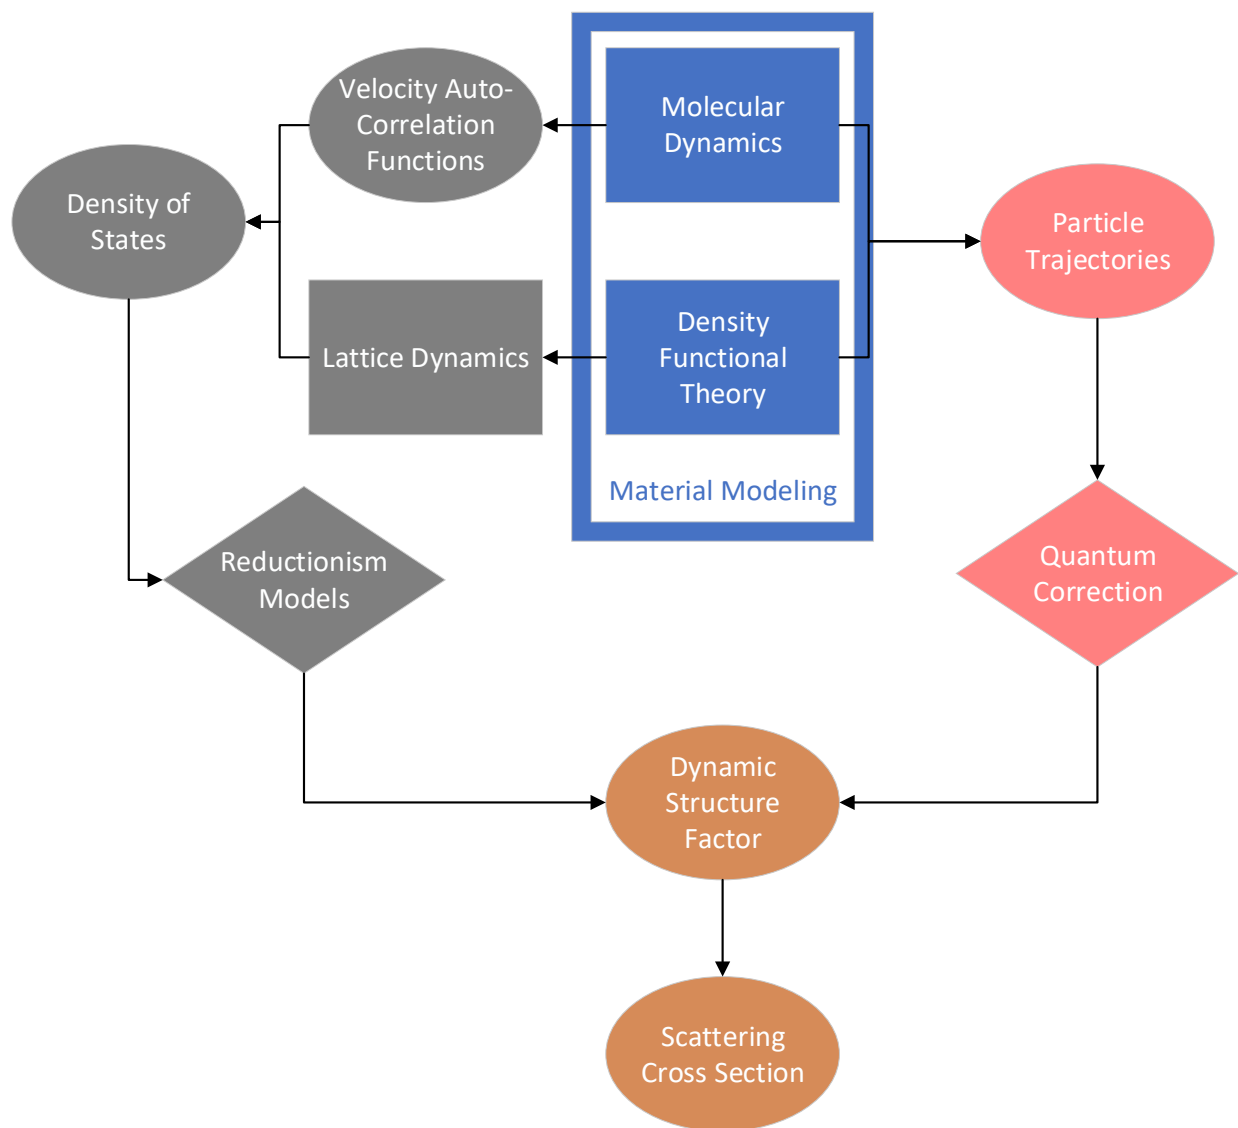 Velocity Auto-
Correlation
Functions
Molecular
Dynamics
Density of
States
Particle
Trajectories
Lattice Dynamics
Density
Functional
Theory
Material Modeling
Reductionism
Models
Quantum
Correction
Dynamic
Structure
Factor
Scattering
Cross Section